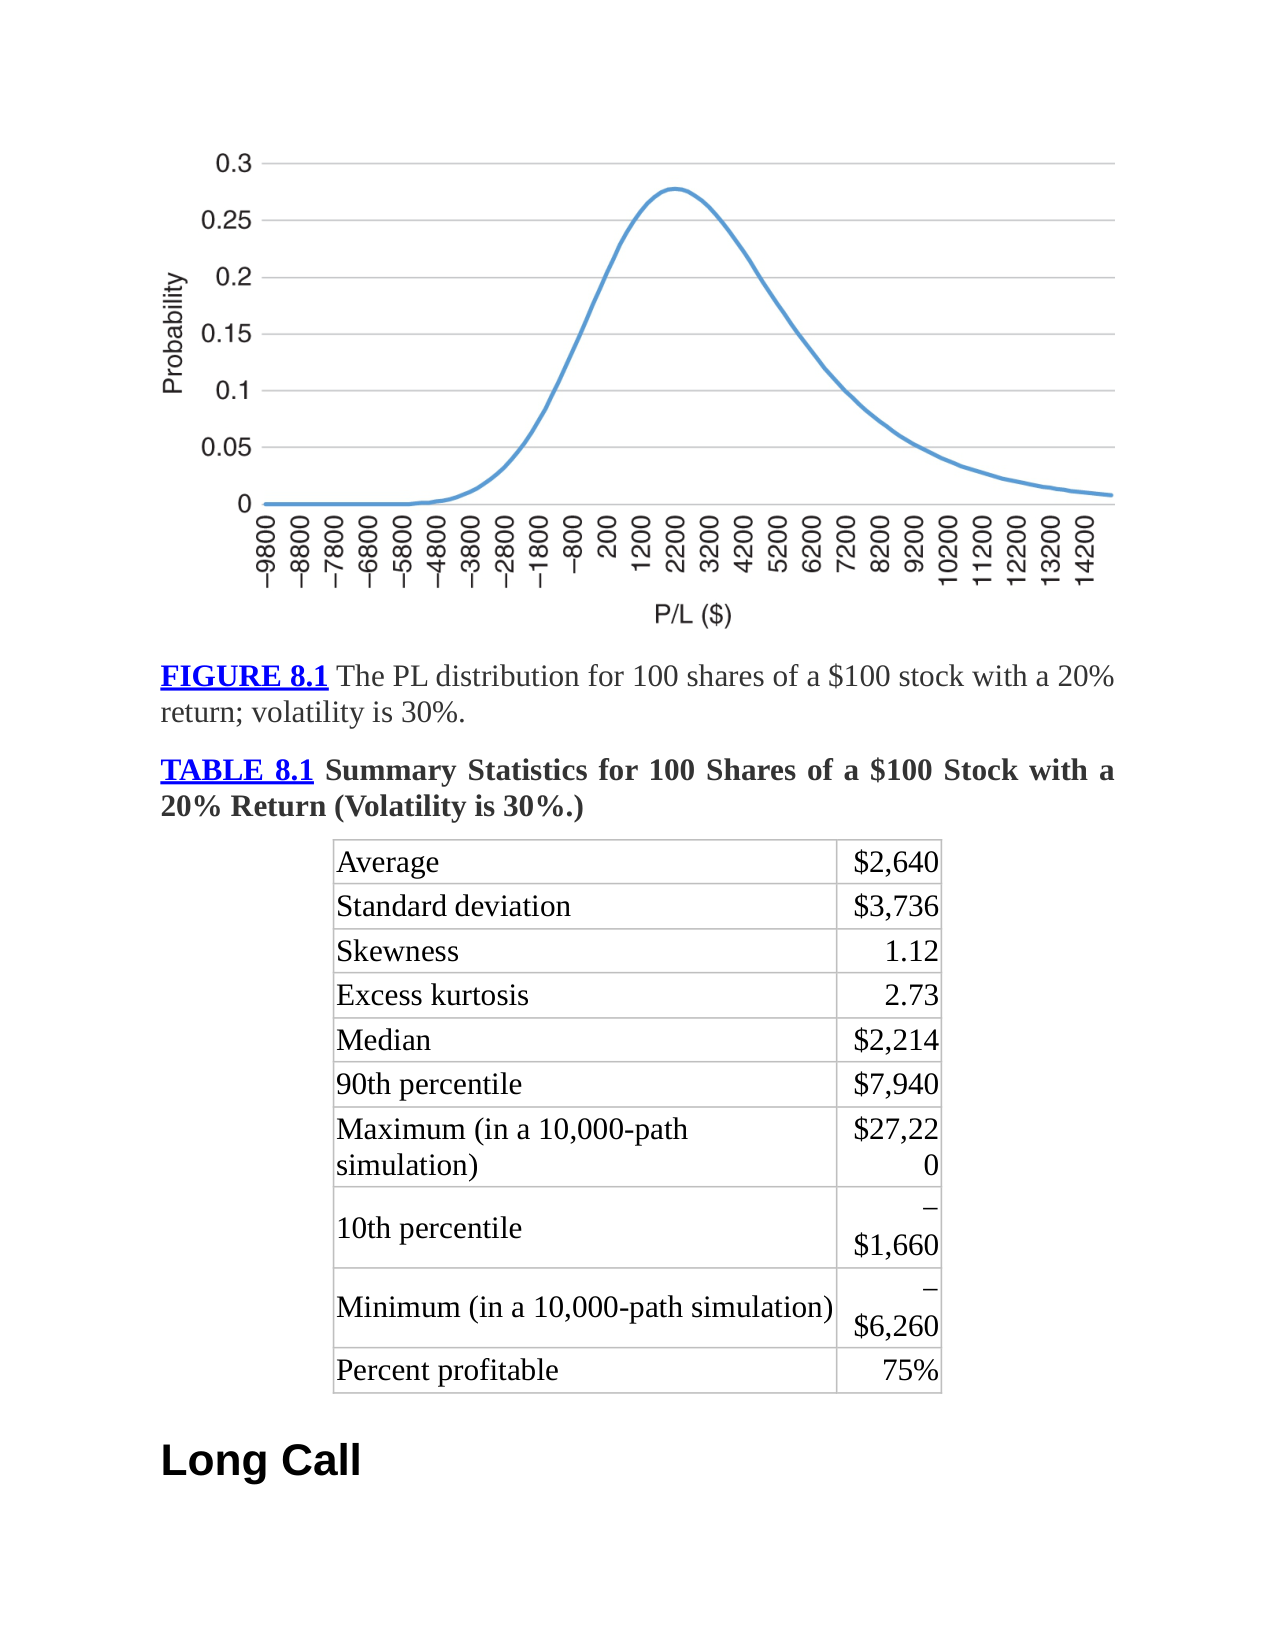 0.3
0.25
0.2
0.15
0.1
0.05
0
Probability
–9800
–8800
–7800
–6800
–5800
–4800
–3800
–2800
–1800
–800
200
1200
2200
3200
4200
5200
6200
7200
8200
9200
10200
11200
12200
13200
14200
P/L ($)
FIGURE 8.1 The PL distribution for 100 shares of a $100 stock with a 20%
return; volatility is 30%.
TABLE 8.1 Summary Statistics for 100 Shares of a $100 Stock with a
20% Return (Volatility is 30%.)
Average $2,640
Standard deviation $3,736
Skewness 1.12
Excess kurtosis 2.73
Median $2,214
90th percentile $7,940
Maximum (in a 10,000-path $27,22
simulation) 0
–
10th percentile
$1,660
–
Minimum (in a 10,000-path simulation)
$6,260
Percent profitable 75%
Long Call